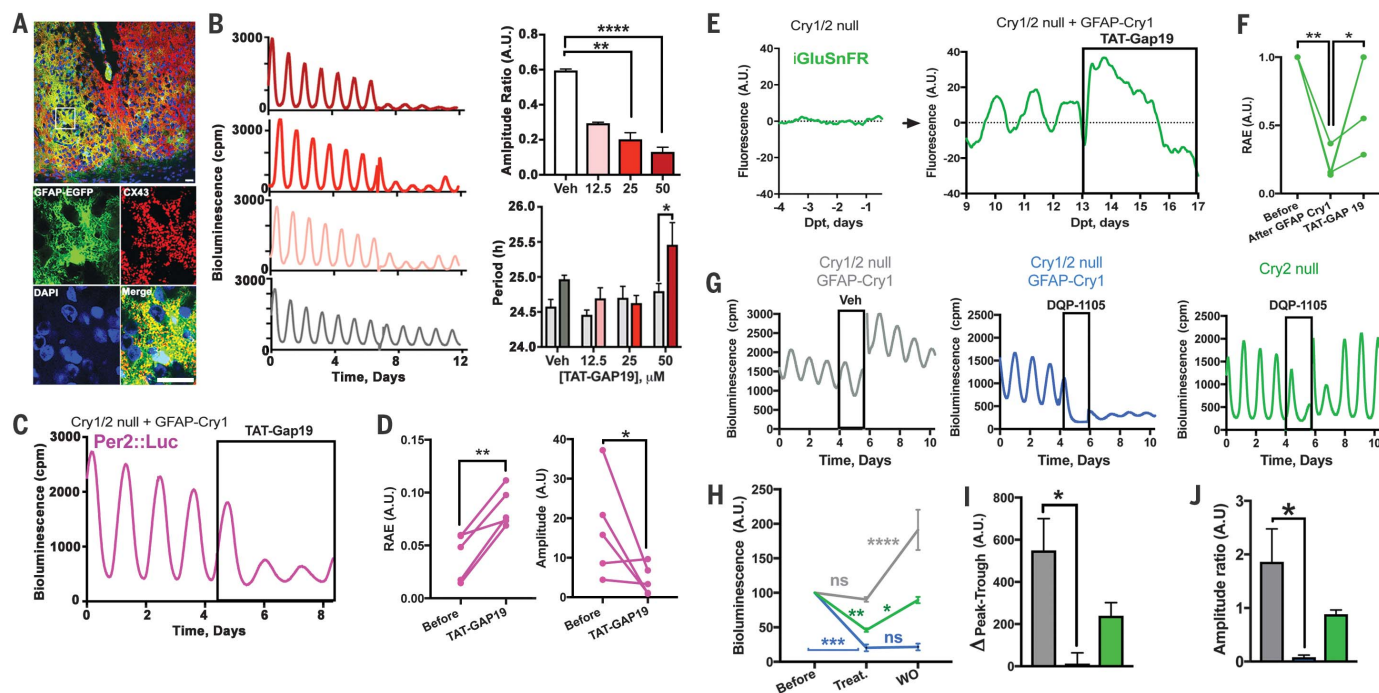 A
GFAP-EGFP
CX43
DAPI
Merge
B
3000
0
3000
0
3000
0
3000
0
Bioluminescence (cpm)
0 4 8 12
Time, Days
Amlpitude Ratio (A.U.)
0.8
0.6
0.4
0.2
0.0
****
**
Veh 12.5 25 50
Period (h)
26.0
25.5
25.0
24.5
24.0
*
Veh 12.5 25 50
[TAT-GAP19], µM
C
Cry1/2 null + GFAP-Cry1
Per2::Luc
TAT-Gap19
Bioluminescence (cpm)
3000
2000
1000
0
0 2 4 6 8
Time, Days
D
RAE (A.U.)
0.15
0.10
0.05
0.00
**
Before
TAT-GAP19
Amplitude (A.U)
40
30
20
10
0
*
Before
TAT-GAP19
E
Cry1/2 null
iGluSnFR
Fluorescence (A.U.)
40
20
0
-20
-40
-4 -3 -2 -1
Dpt, days
Cry1/2 null + GFAP-Cry1
TAT-Gap19
Fluorescence (A.U.)
40
20
0
-20
-40
9 10 11 12 13 14 15 16 17
Dpt, days
F
RAE (A.U.)
1.0
0.5
0.0
** *
Before
After GFAP Cry1
TAT-GAP 19
G
Cry1/2 null
GFAP-Cry1
Veh
Bioluminescence (cpm)
3000
2500
2000
1500
1000
500
0
0 2 4 6 8 10
Time, Days
Cry1/2 null
GFAP-Cry1
DQP-1105
Bioluminescence (cpm)
2500
2000
1500
1000
500
0
0 2 4 6 8 10
Time, Days
Cry2 null
DQP-1105
Bioluminescence (cpm)
2500
2000
1500
1000
500
0
0 2 4 6 8 10
Time, Days
H
Bioluminescence (A.U.)
250
200
150
100
50
0
ns
****
**
*
***
ns
Before
Treat.
WO
I
Δ Peak-Trough (A.U.)
800
600
400
200
0
*
J
Amplitude ratio (A.U)
3
2
1
0
*